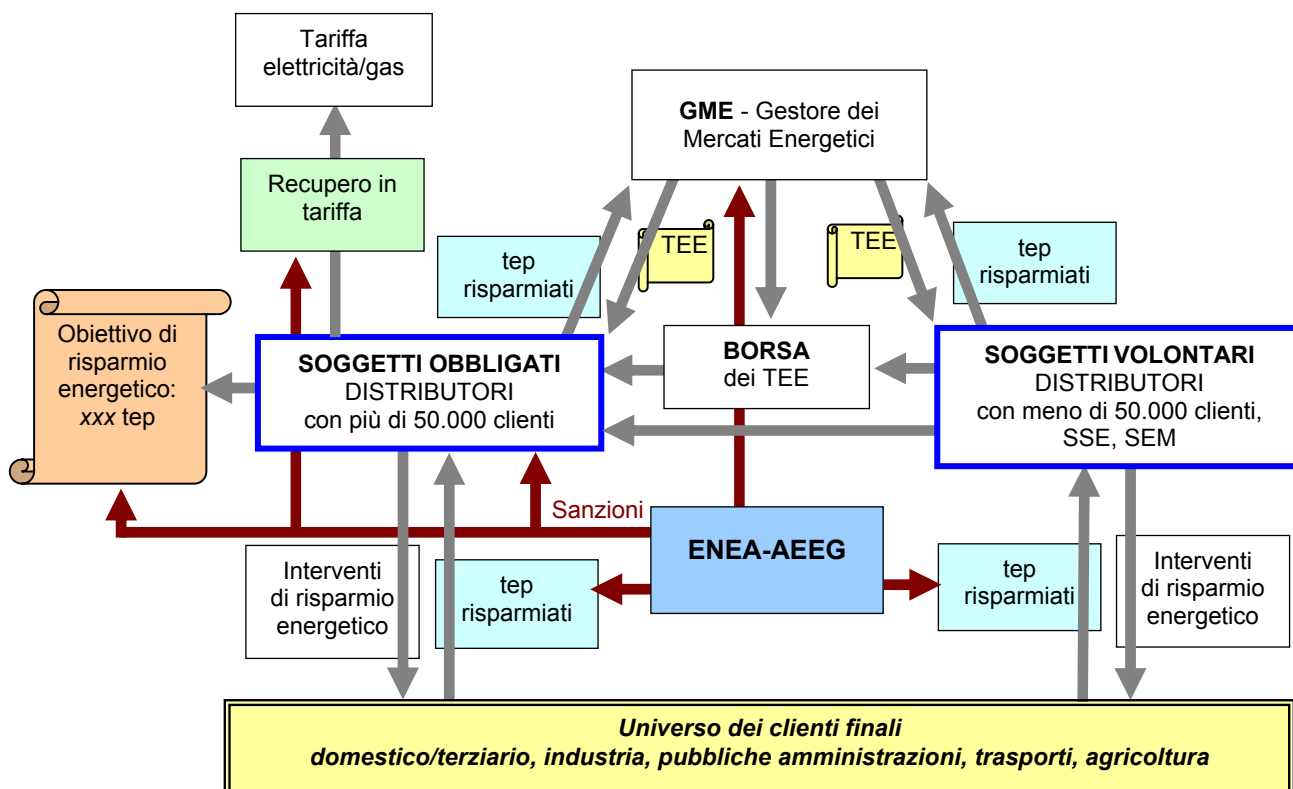 Tariffa
elettricità/gas
GME - Gestore dei
Mercati Energetici
Recupero in
tariffa
tep
risparmiati
TEE
TEE
tep
risparmiati
Obiettivo di
risparmio
energetico:
xxx tep
SOGGETTI OBBLIGATI
DISTRIBUTORI
con più di 50.000 clienti
BORSA
dei TEE
SOGGETTI VOLONTARI
DISTRIBUTORI
con meno di 50.000 clienti,
SSE, SEM
Sanzioni
ENEA-AEEG
Interventi
di risparmio
energetico
tep
risparmiati
tep
risparmiati
Interventi
di risparmio
energetico
Universo dei clienti finali
domestico/terziario, industria, pubbliche amministrazioni, trasporti, agricoltura